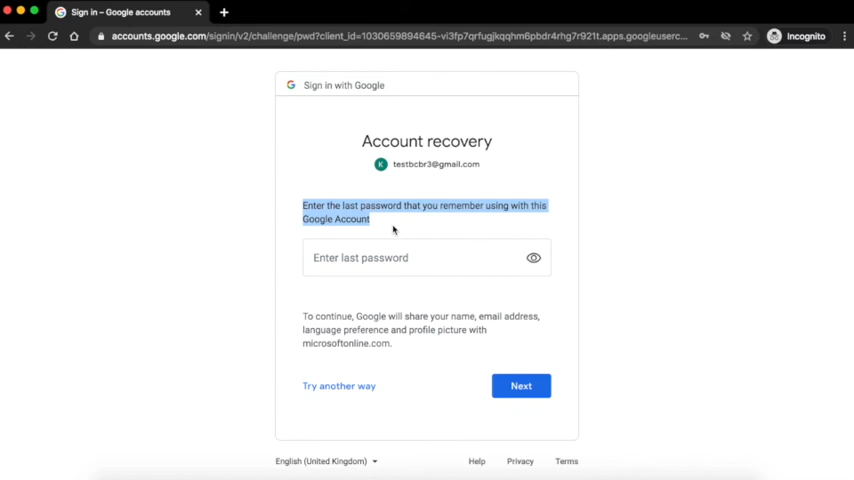 Sign in – Google accounts
accounts.google.com/signin/v2/challenge/pwd?client_id=1030659894645-vi3fp7qrfugjkqqhm6pbdr4rhg7r921t.apps.googleuserc...
Incognito
G Sign in with Google
Account recovery
K testbcbr3@gmail.com
Enter the last password that you remember using with this
Google Account
Enter last password
To continue, Google will share your name, email address,
language preference and profile picture with
microsoftonline.com.
Try another way
Next
English (United Kingdom)
Help Privacy Terms